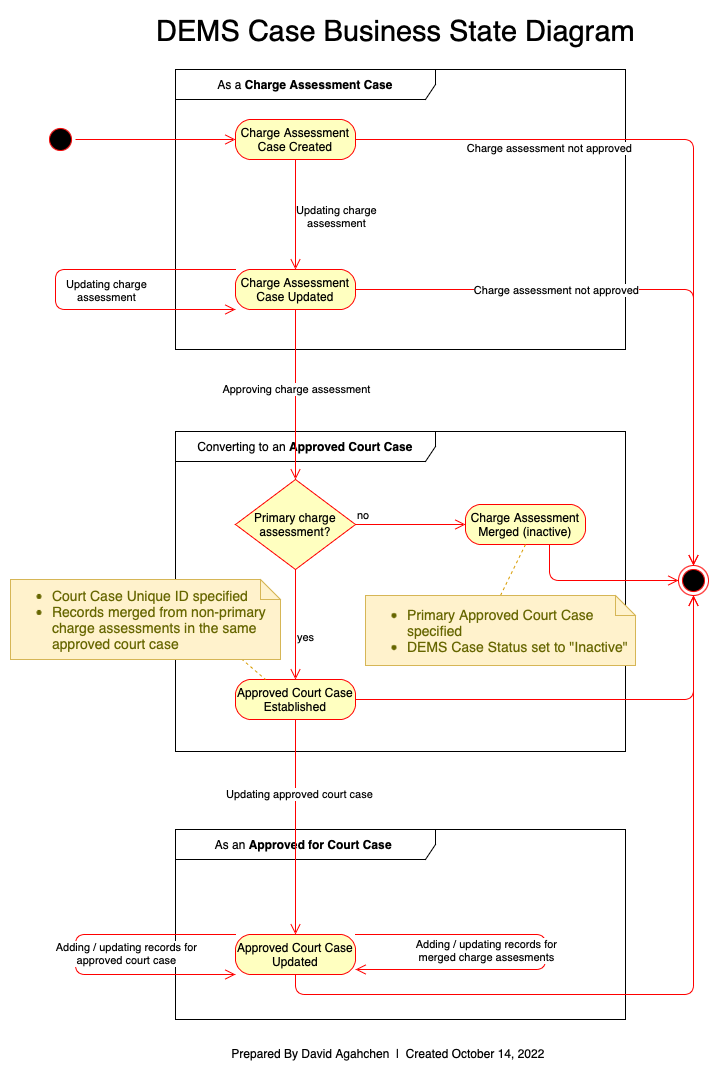 DEMS Case Business State Diagram
As a Charge Assessment Case
Charge Assessment
Case Created
Charge assessment not approved
Updating charge
assessment
Charge Assessment
Case Updated
Updating charge
assessment
Charge assessment not approved
Approving charge assessment
Converting to an Approved Court Case
Primary charge
assessment?
no
Charge Assessment
Merged (inactive)
• Court Case Unique ID specified
• Records merged from non-primary
charge assessments in the same
approved court case
• Primary Approved Court Case
specified
• DEMS Case Status set to "Inactive"
yes
Approved Court Case
Established
Updating approved court case
As an Approved for Court Case
Adding / updating records for
approved court case
Approved Court Case
Updated
Adding / updating records for
merged charge assesments
Prepared By David Agahchen | Created October 14, 2022